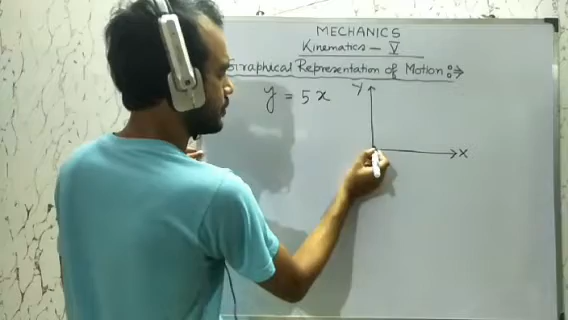 MECHANICS
Kinematics - V
Graphical Representation of Motion :->
y = 5x
Y
X